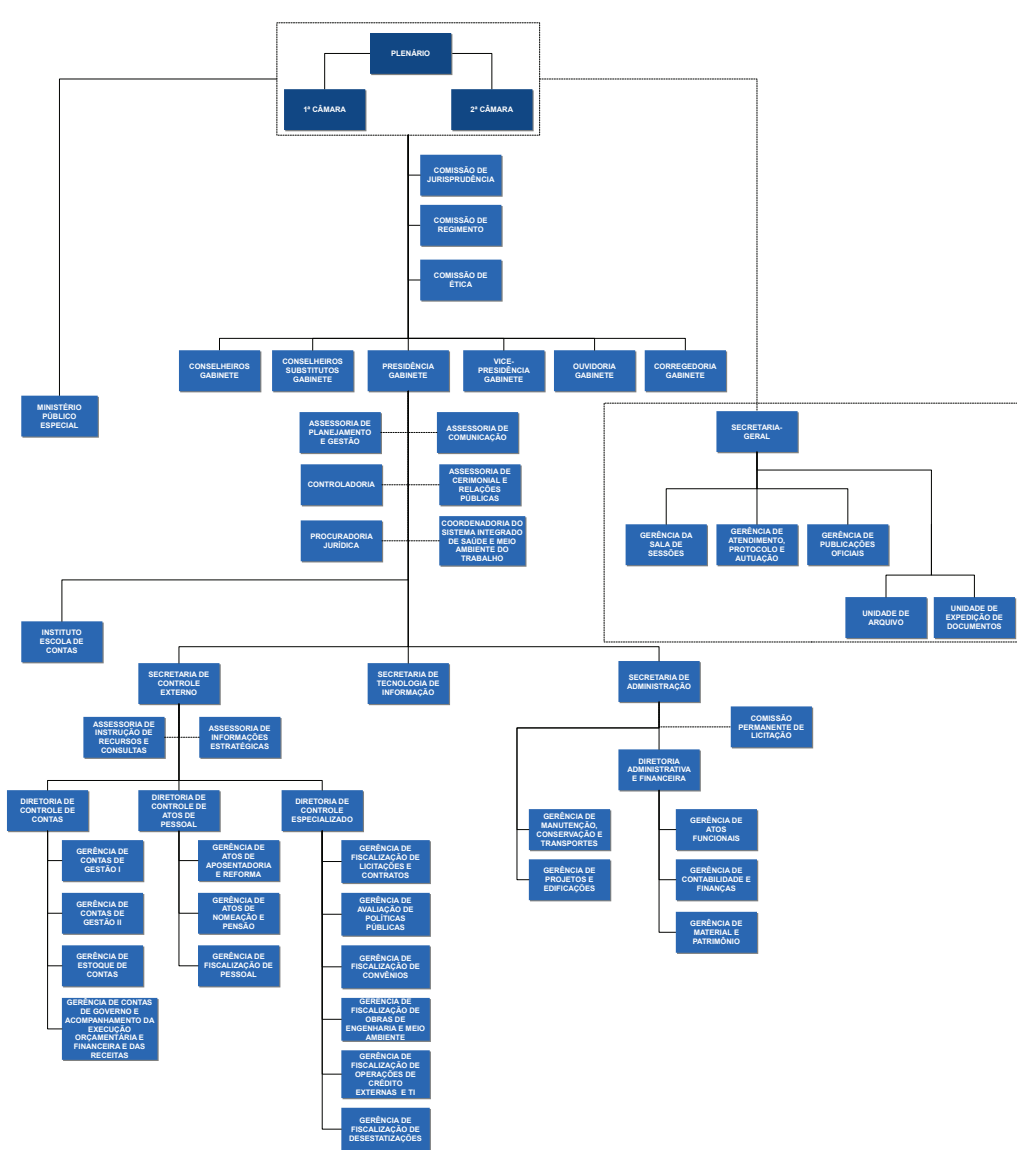 PLENÁRIO
1ª CÂMARA
2ª CÂMARA
COMISSÃO DE
JURISPRUDÊNCIA
COMISSÃO DE
REGIMENTO
COMISSÃO DE
ÉTICA
CONSELHEIROS
GABINETE
CONSELHEIROS
SUBSTITUTOS
GABINETE
PRESIDÊNCIA
GABINETE
VICE-
PRESIDÊNCIA
GABINETE
OUVIDORIA
GABINETE
CORREGEDORIA
GABINETE
MINISTÉRIO
PÚBLICO
ESPECIAL
ASSESSORIA DE
PLANEJAMENTO
E GESTÃO
ASSESSORIA DE
COMUNICAÇÃO
SECRETARIA-
GERAL
CONTROLADORIA
ASSESSORIA DE
CERIMONIAL E
RELAÇÕES
PÚBLICAS
PROCURADORIA
JURÍDICA
COORDENADORIA DO
SISTEMA INTEGRADO
DE SAÚDE E MEIO
AMBIENTE DO
TRABALHO
GERÊNCIA DA
SALA DE
SESSÕES
GERÊNCIA DE
ATENDIMENTO,
PROTOCOLO E
AUTUAÇÃO
GERÊNCIA DE
PUBLICAÇÕES
OFICIAIS
UNIDADE DE
ARQUIVO
UNIDADE DE
EXPEDIÇÃO DE
DOCUMENTOS
INSTITUTO
ESCOLA DE
CONTAS
SECRETARIA DE
CONTROLE
EXTERNO
SECRETARIA DE
TECNOLOGIA DE
INFORMAÇÃO
SECRETARIA DE
ADMINISTRAÇÃO
ASSESSORIA DE
INSTRUÇÃO DE
RECURSOS E
CONSULTAS
ASSESSORIA DE
INFORMAÇÕES
ESTRATÉGICAS
COMISSÃO
PERMANENTE DE
LICITAÇÃO
DIRETORIA
ADMINISTRATIVA
E FINANCEIRA
DIRETORIA DE
CONTROLE DE
CONTAS
DIRETORIA DE
CONTROLE DE
ATOS DE
PESSOAL
DIRETORIA DE
CONTROLE
ESPECIALIZADO
GERÊNCIA DE
MANUTENÇÃO,
CONSERVAÇÃO E
TRANSPORTES
GERÊNCIA DE
ATOS
FUNCIONAIS
GERÊNCIA DE
CONTAS DE
GESTÃO I
GERÊNCIA DE
ATOS DE
APOSENTADORIA
E REFORMA
GERÊNCIA DE
FISCALIZAÇÃO DE
LICITAÇÕES E
CONTRATOS
GERÊNCIA DE
PROJETOS E
EDIFICAÇÕES
GERÊNCIA DE
CONTABILIDADE E
FINANÇAS
GERÊNCIA DE
CONTAS DE
GESTÃO II
GERÊNCIA DE
ATOS DE
NOMEAÇÃO E
PENSÃO
GERÊNCIA DE
AVALIAÇÃO DE
POLÍTICAS
PÚBLICAS
GERÊNCIA DE
MATERIAL E
PATRIMÔNIO
GERÊNCIA DE
ESTOQUE DE
CONTAS
GERÊNCIA DE
FISCALIZAÇÃO DE
PESSOAL
GERÊNCIA DE
FISCALIZAÇÃO DE
CONVÊNIOS
GERÊNCIA DE CONTAS
DE GOVERNO E
ACOMPANHAMENTO DA
EXECUÇÃO
ORÇAMENTÁRIA E
FINANCEIRA E DAS
RECEITAS
GERÊNCIA DE
FISCALIZAÇÃO DE
OBRAS DE
ENGENHARIA E MEIO
AMBIENTE
GERÊNCIA DE
FISCALIZAÇÃO DE
OPERAÇÕES DE
CRÉDITO
EXTERNAS E TI
GERÊNCIA DE
FISCALIZAÇÃO DE
DESESTATIZAÇÕES